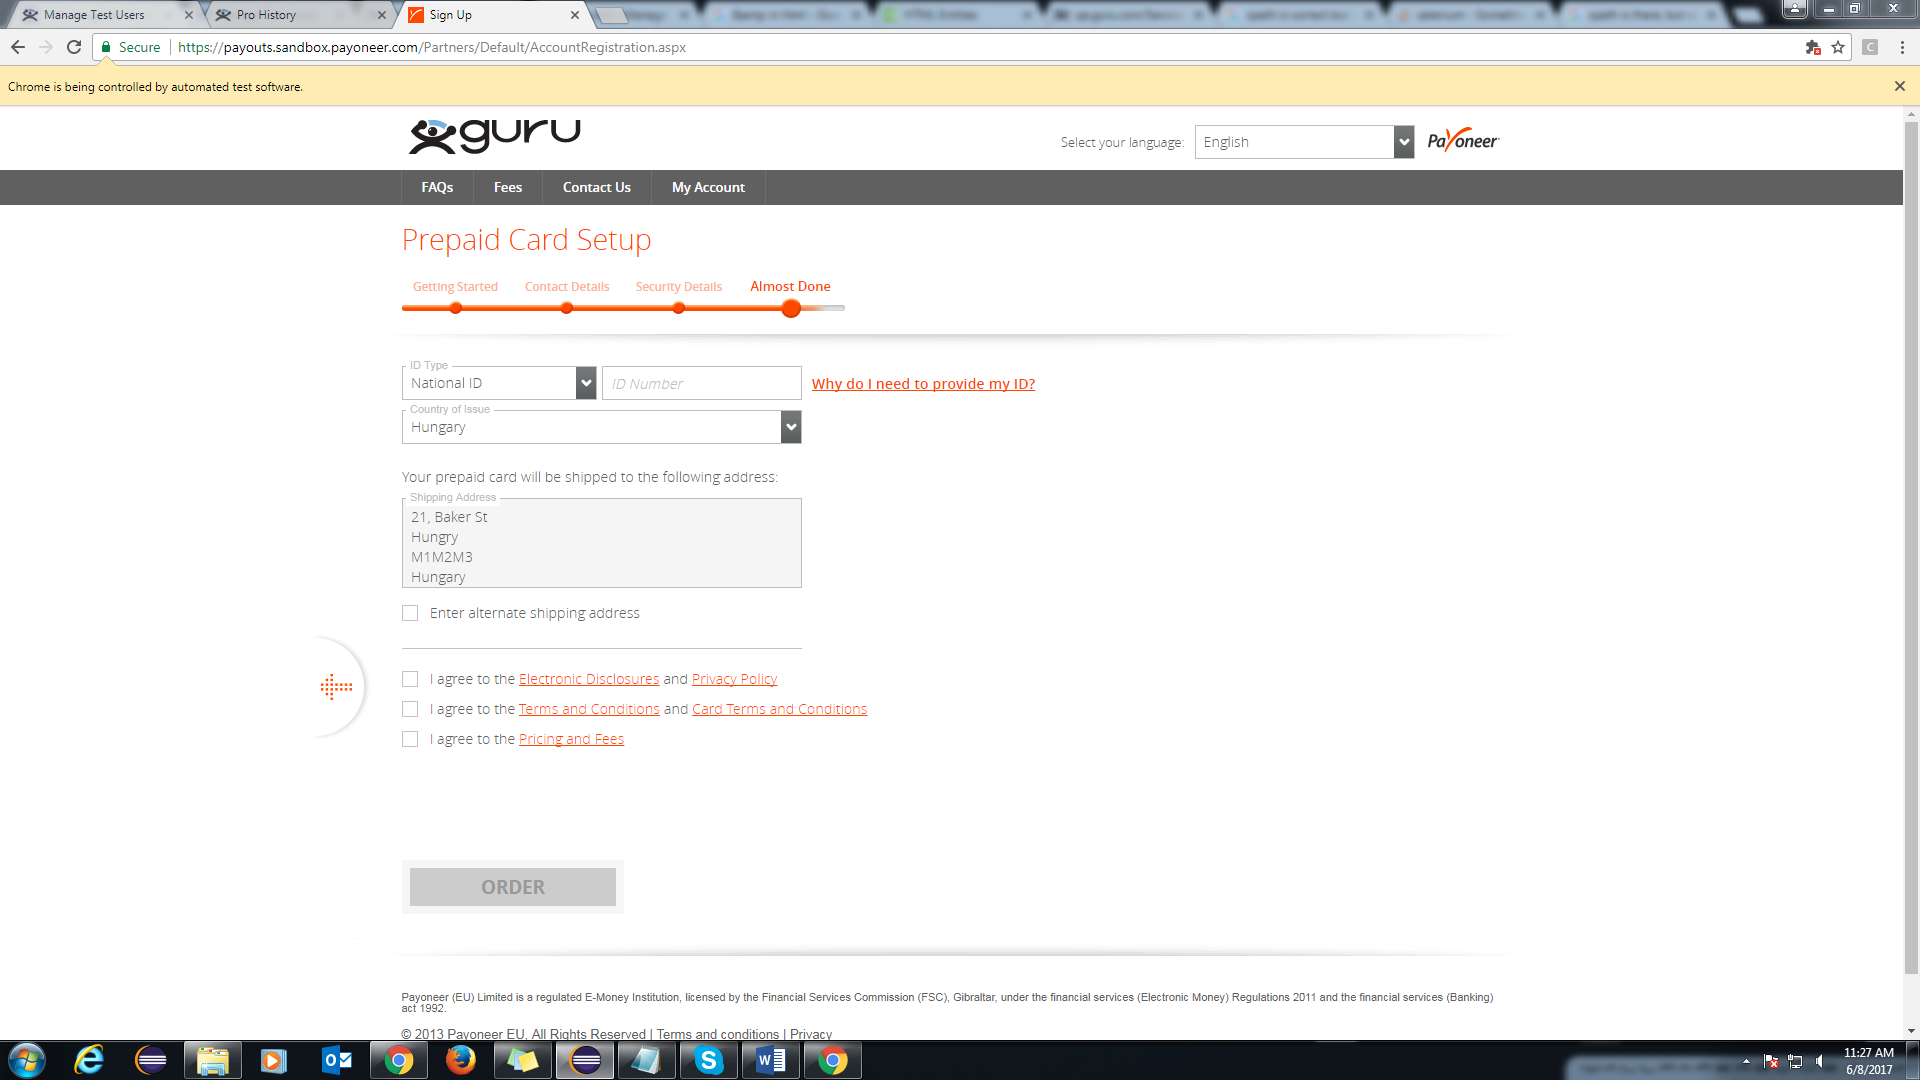 Manage Test Users
Pro History
Sign Up
Secure
https://payouts.sandbox.payoneer.com/Partners/Default/AccountRegistration.aspx
C
Chrome is being controlled by automated test software.
guru
Select your language:
English
Payoneer
FAQs
Fees
Contact Us
My Account
Prepaid Card Setup
Getting Started
Contact Details
Security Details
Almost Done
ID Type
National ID
ID Number
Why do I need to provide my ID?
Country of Issue
Hungary
Your prepaid card will be shipped to the following address:
Shipping Address
21, Baker St
Hungry
M1M2M3
Hungary
Enter alternate shipping address
I agree to the Electronic Disclosures and Privacy Policy
I agree to the Terms and Conditions and Card Terms and Conditions
I agree to the Pricing and Fees
ORDER
Payoneer (EU) Limited is a regulated E-Money Institution, licensed by the Financial Services Commission (FSC), Gibraltar, under the financial services (Electronic Money) Regulations 2011 and the financial services (Banking)
act 1992.
© 2013 Payoneer EU, All Rights Reserved | Terms and conditions | Privacy
11:27 AM
6/8/2017